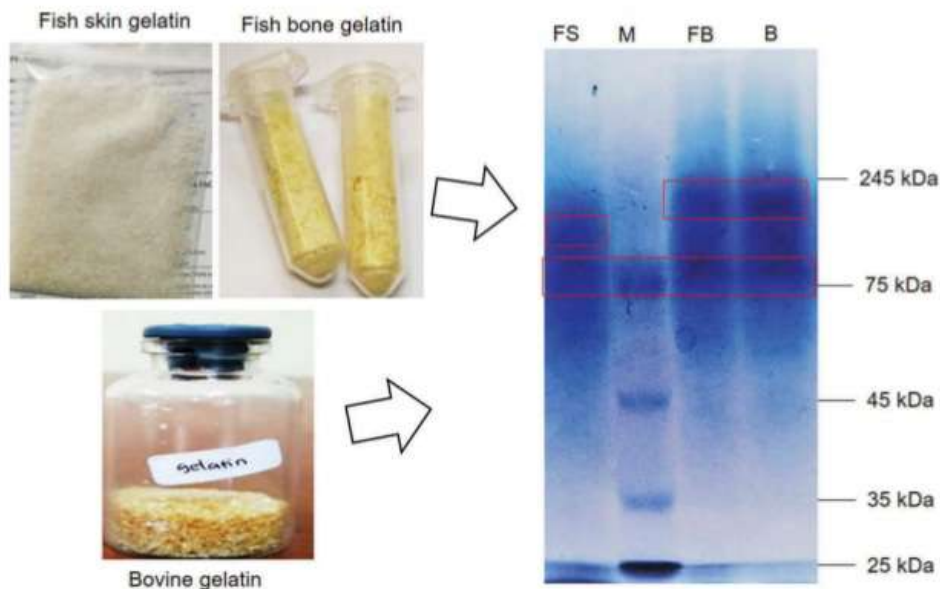 Fish skin gelatin
Fish bone gelatin
FS M FB B
245 kDa
75 kDa
45 kDa
35 kDa
25 kDa
gelatin
Bovine gelatin